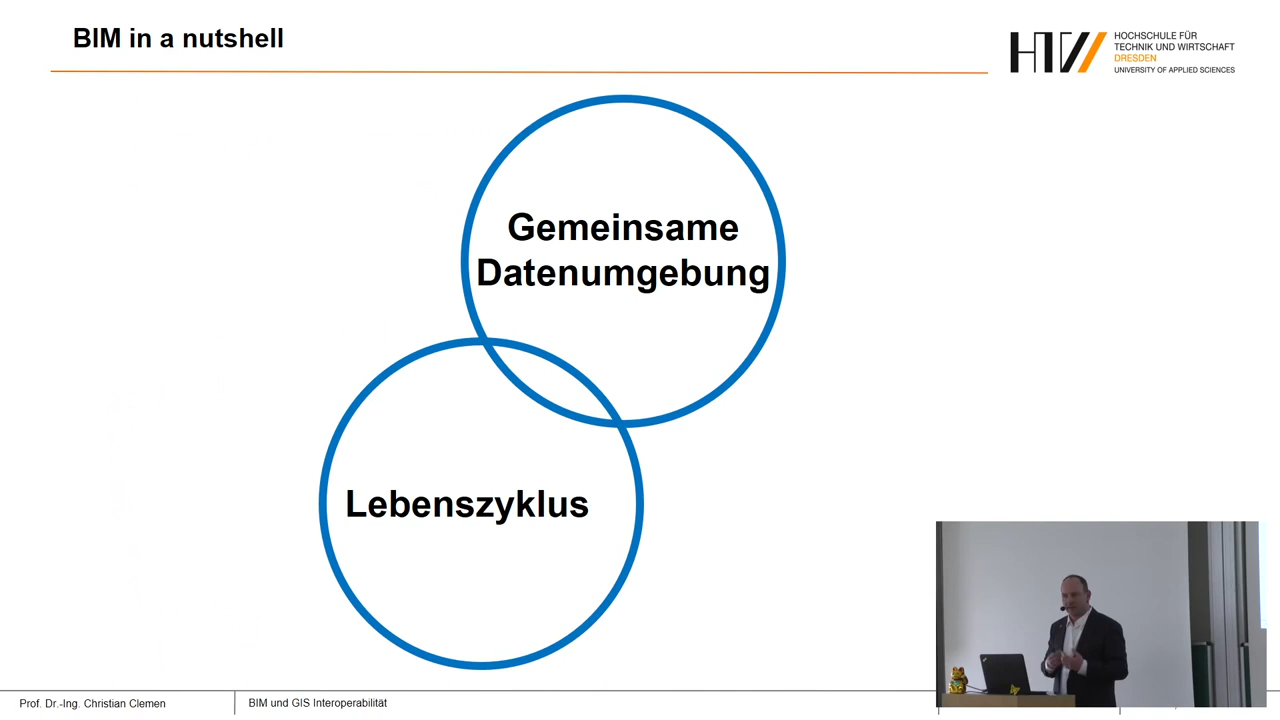 BIM in a nutshell
HOCHSCHULE FÜR
TECHNIK UND WIRTSCHAFT
DRESDEN
UNIVERSITY OF APPLIED SCIENCES
Gemeinsame
Datenumgebung
Lebenszyklus
Prof. Dr.-Ing. Christian Clemen
BIM und GIS Interoperabilität